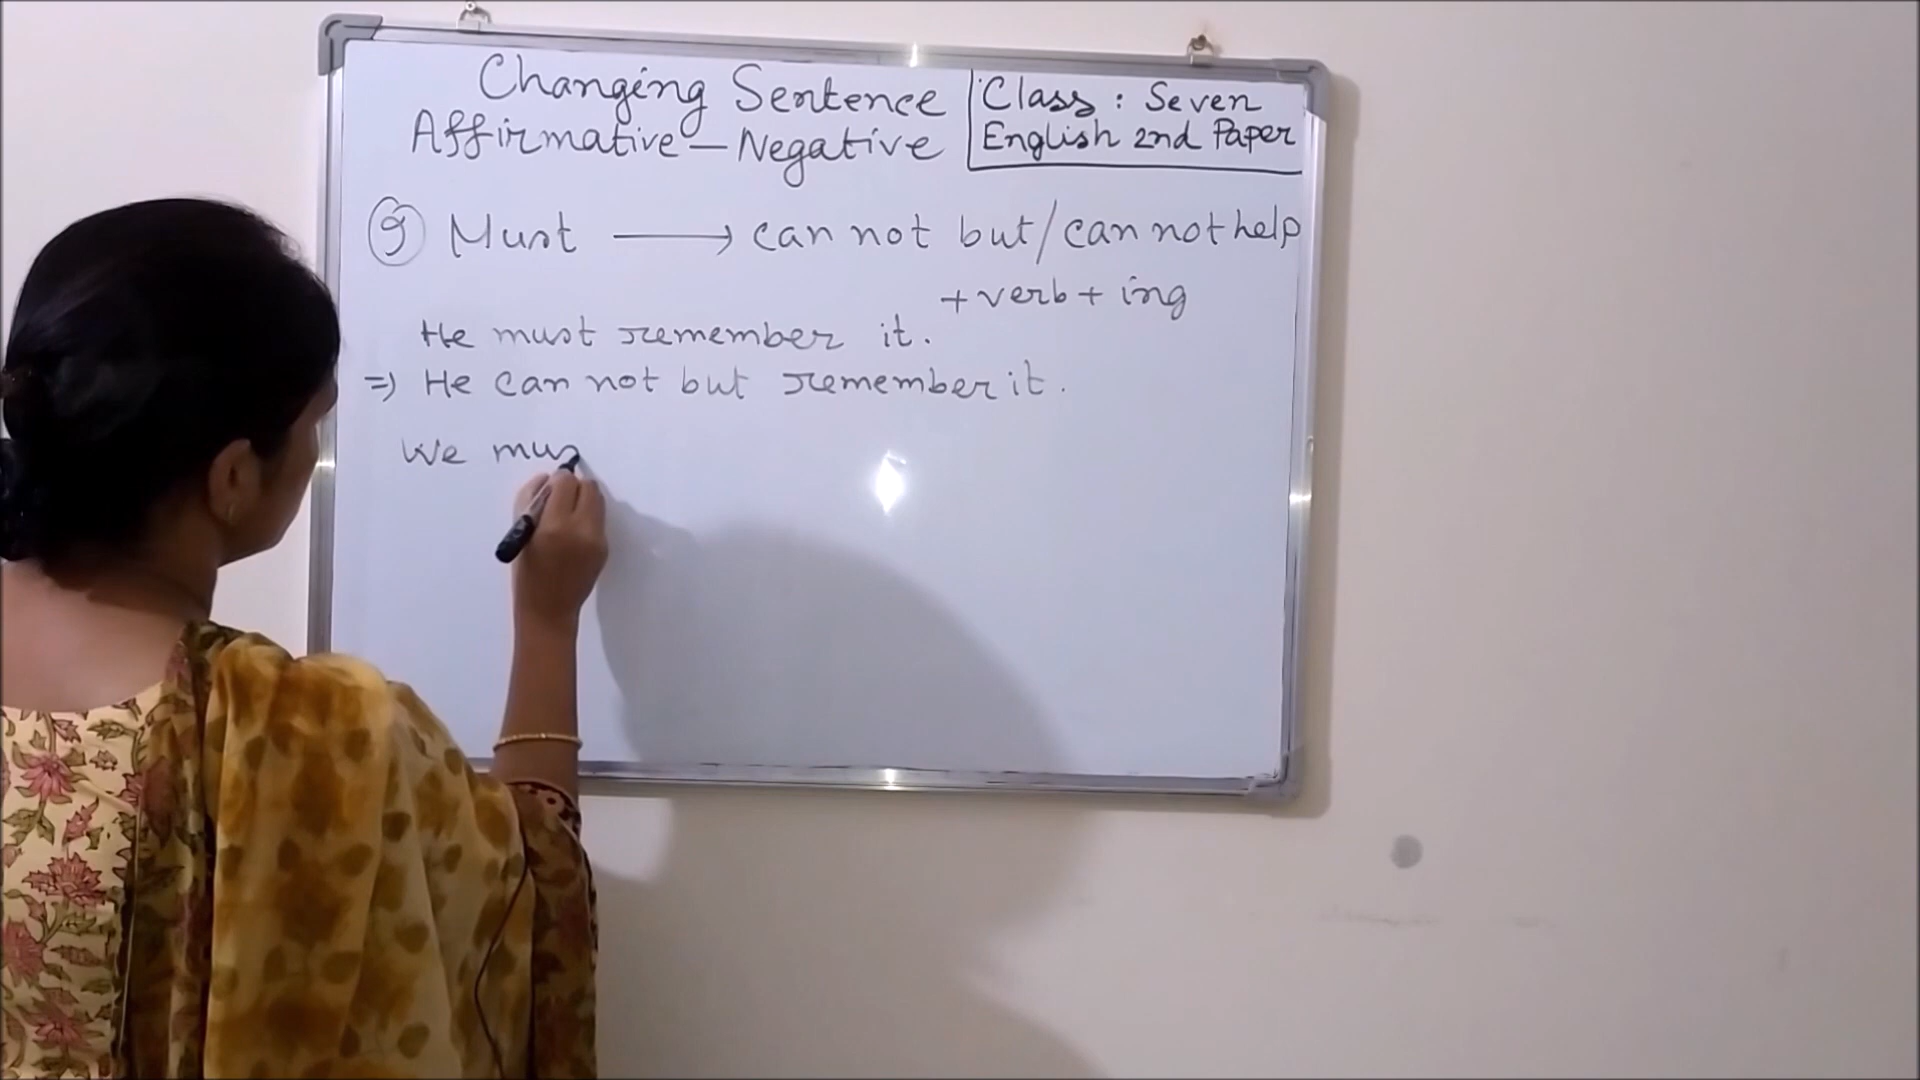 Changing Sentence
Affirmative — Negative
Class : Seven
English 2nd Paper
9 Must → can not but / can not help
+ verb + ing
He must remember it.
⇒ He can not but remember it.
We mus